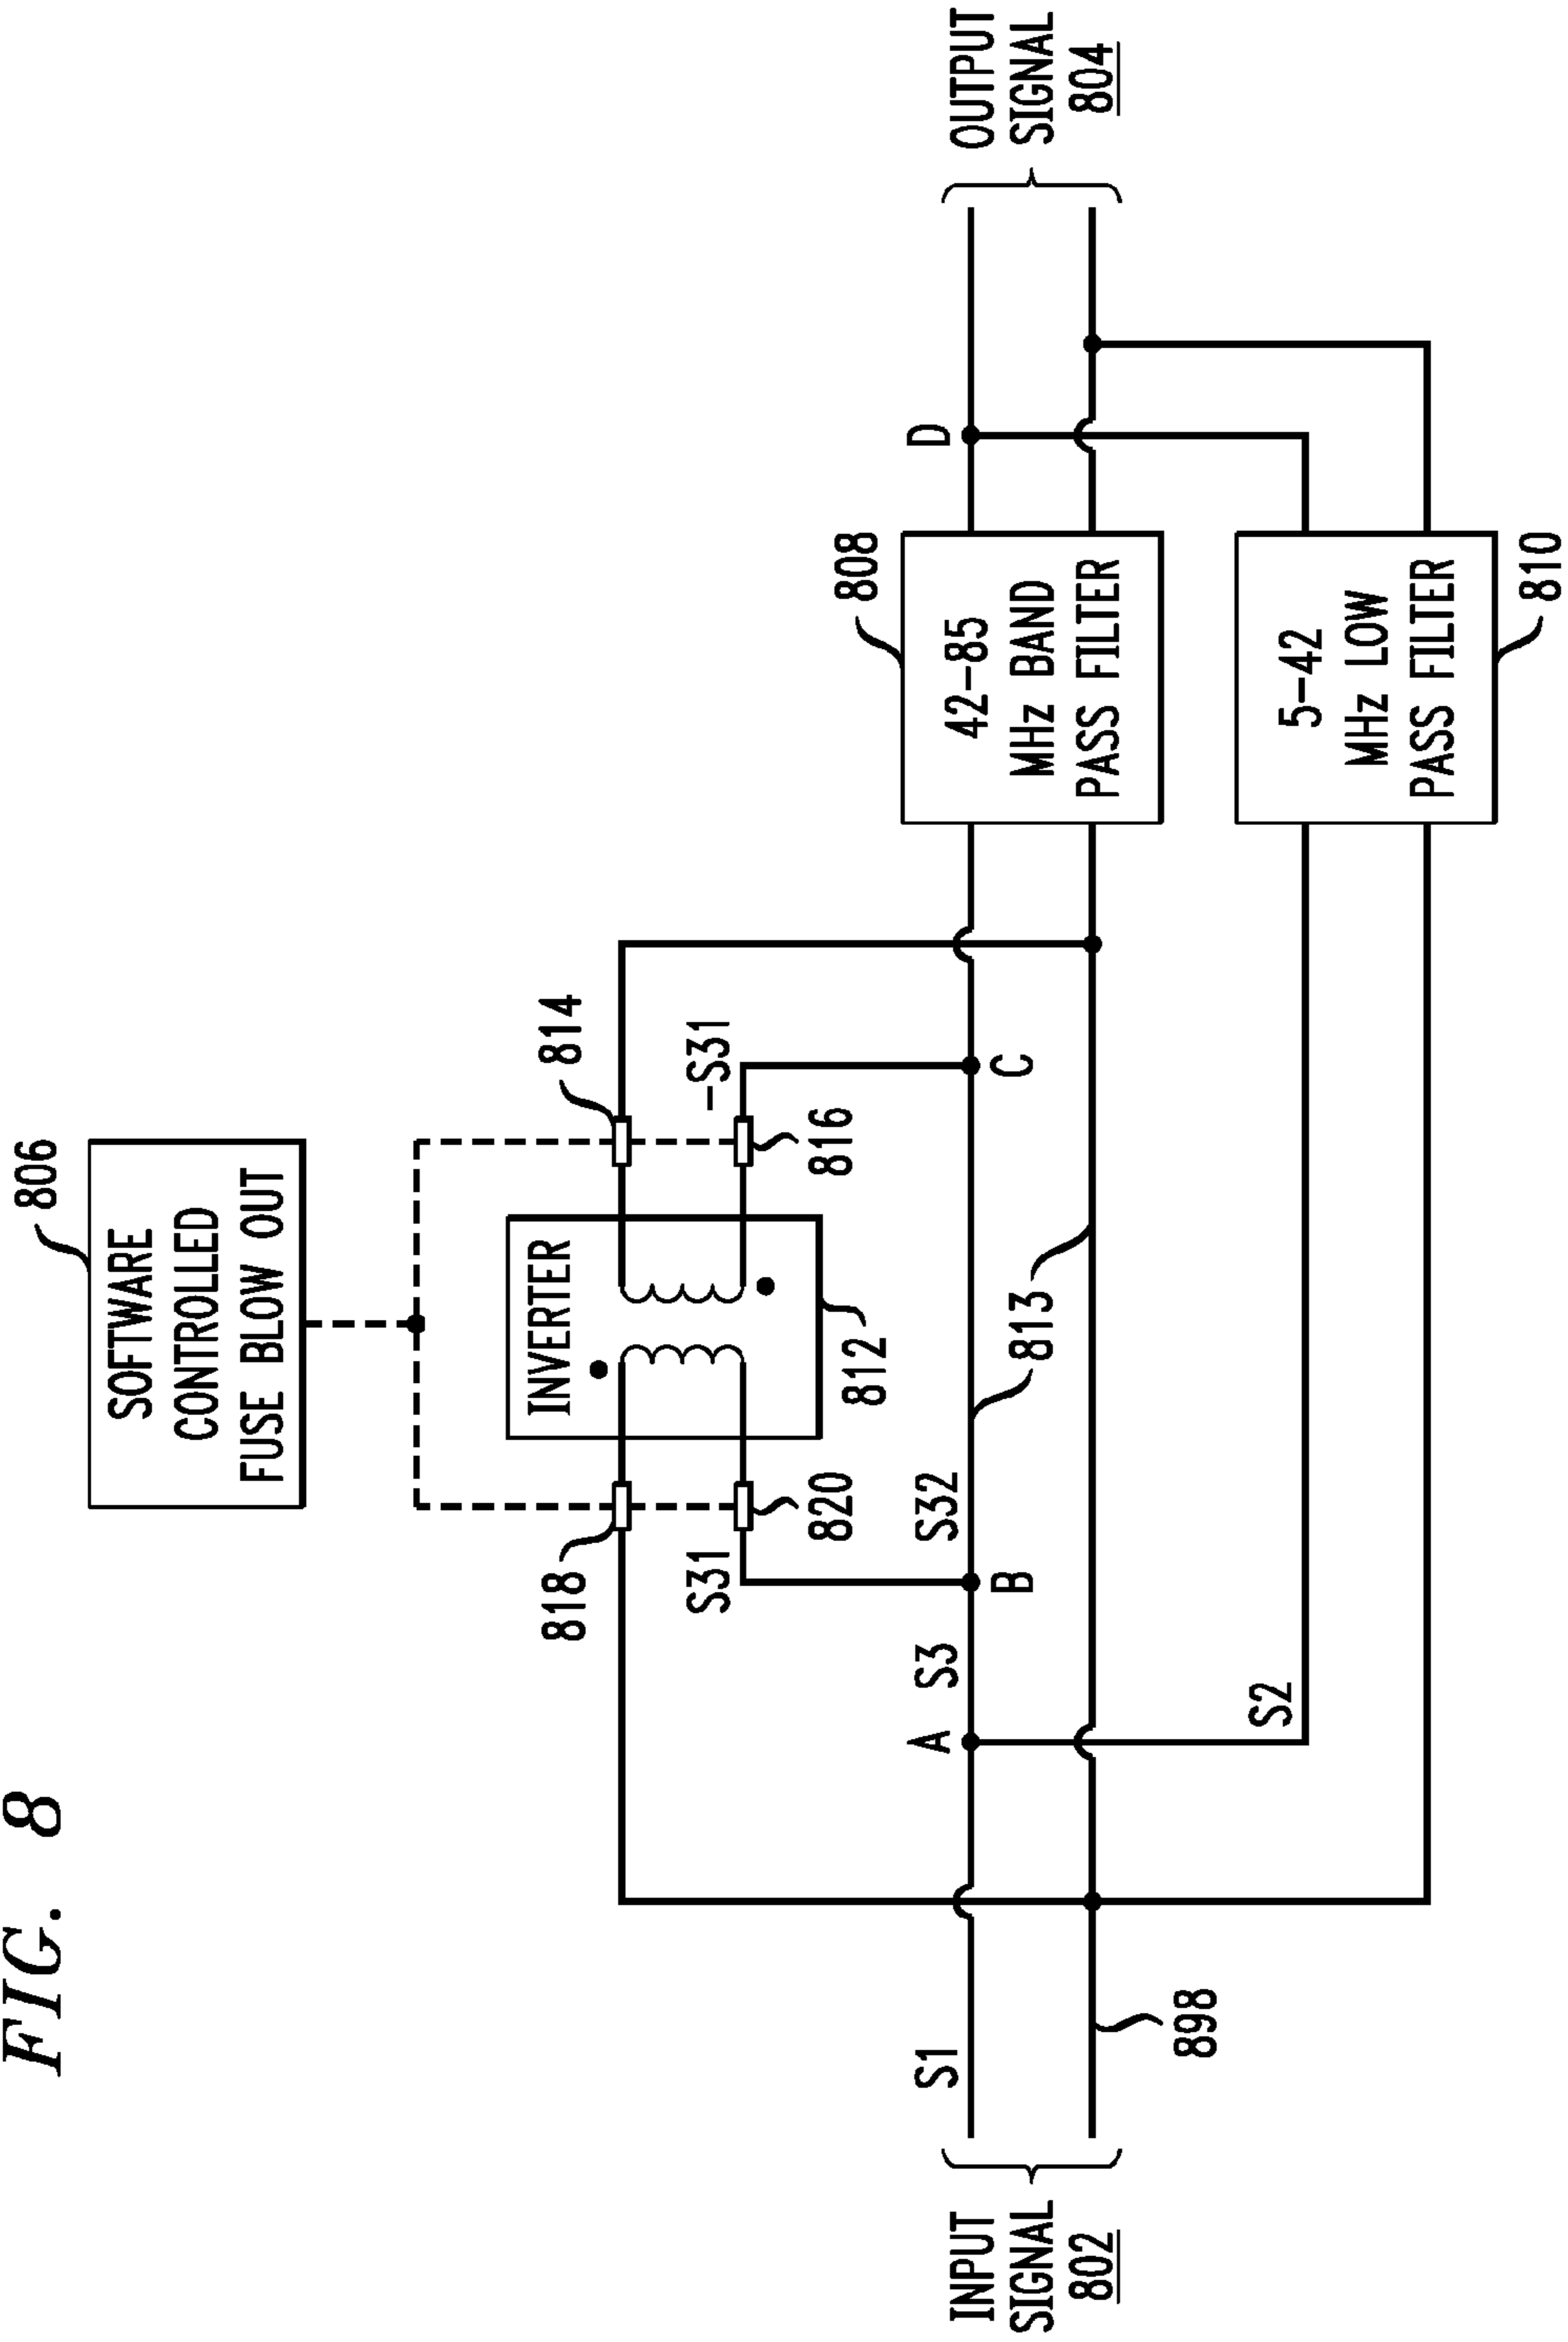 FIG. 8
SOFTWARE
CONTROLLED
FUSE BLOW OUT
806
INVERTER
812
818
820
814
816
S31
-S31
INPUT
SIGNAL
802
S1
898
A
S3
B
S32
813
C
S2
42-85
MHz BAND
PASS FILTER
808
5-42
MHz LOW
PASS FILTER
810
D
OUTPUT
SIGNAL
804